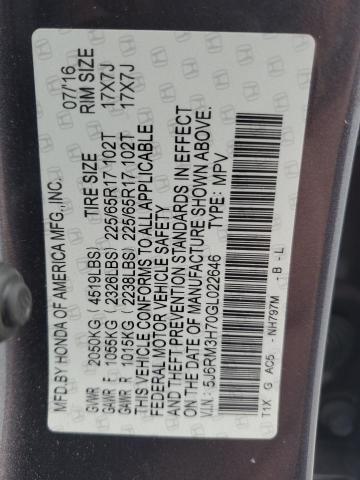 MFD.BY HONDA OF AMERICA MFG.,INC. 07/'16
TIRE SIZE RIM SIZE
GVWR 2050KG (4519LBS)
GAWR F 1055KG (2326LBS) 225/65R17 102T 17X7J
GAWR R 1015KG (2238LBS) 225/65R17 102T 17X7J
THIS VEHICLE CONFORMS TO ALL APPLICABLE
FEDERAL MOTOR VEHICLE SAFETY
AND THEFT PREVENTION STANDARDS IN EFFECT
ON THE DATE OF MANUFACTURE SHOWN ABOVE.
V.I.N.: 5J6RM3H70GL022646 TYPE: MPV
T1X G AC5 - NH797M - B - L